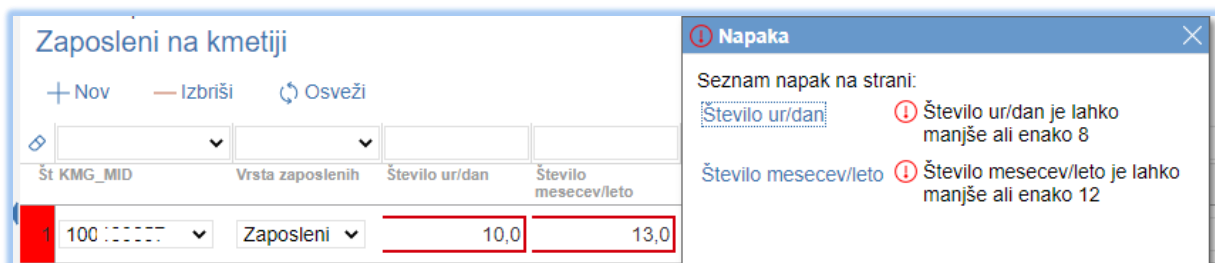 Zaposleni na kmetiji
Nov
Izbriši
Osveži
Št KMG_MID
Vrsta zaposlenih
Število ur/dan
Število
mesecev/leto
1
Zaposleni
10,0
13,0
Napaka
Seznam napak na strani:
Število ur/dan
Število ur/dan je lahko
manjše ali enako 8
Število mesecev/leto
Število mesecev/leto je lahko
manjše ali enako 12